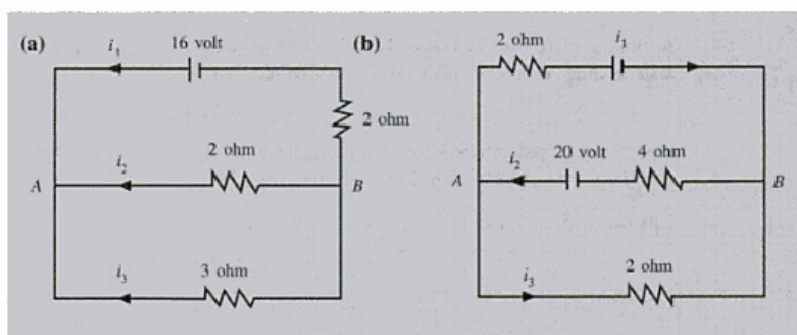 (a)
i₁
16 volt
2 ohm
2 ohm
i₂
A
B
3 ohm
i₃
(b)
2 ohm
i₁
20 volt
4 ohm
i₂
A
B
2 ohm
i₃